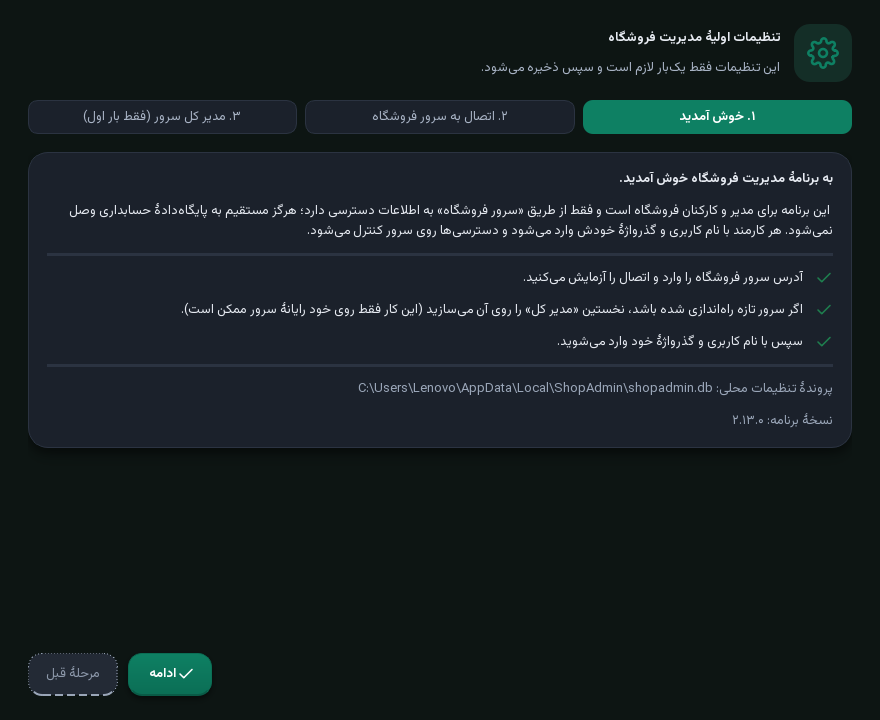 تنظیمات اولیهٔ مدیریت فروشگاه
این تنظیمات فقط یک‌بار لازم است و سپس ذخیره می‌شود.
۱. خوش آمدید
۲. اتصال به سرور فروشگاه
۳. مدیر کل سرور (فقط بار اول)
به برنامهٔ مدیریت فروشگاه خوش آمدید.
این برنامه برای مدیر و کارکنان فروشگاه است و فقط از طریق «سرور فروشگاه» به اطلاعات دسترسی دارد؛ هرگز مستقیم به پایگاه‌دادهٔ حسابداری وصل
نمی‌شود. هر کارمند با نام کاربری و گذرواژهٔ خودش وارد می‌شود و دسترسی‌ها روی سرور کنترل می‌شود.
آدرس سرور فروشگاه را وارد و اتصال را آزمایش می‌کنید.
اگر سرور تازه راه‌اندازی شده باشد، نخستین «مدیر کل» را روی آن می‌سازید (این کار فقط روی خود رایانهٔ سرور ممکن است).
سپس با نام کاربری و گذرواژهٔ خود وارد می‌شوید.
پروندهٔ تنظیمات محلی: C:\Users\Lenovo\AppData\Local\ShopAdmin\shopadmin.db
نسخهٔ برنامه: ۲.۱۳.۰
ادامه
مرحلهٔ قبل